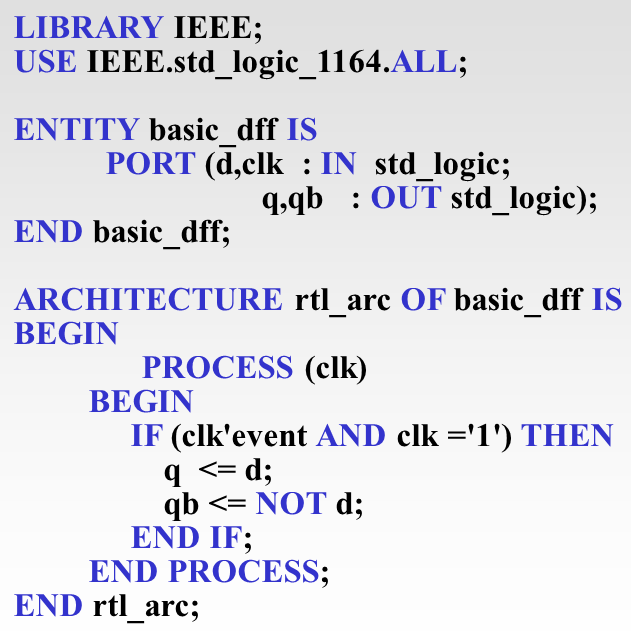 LIBRARY IEEE;
USE IEEE.std_logic_1164.ALL;
ENTITY basic_dff IS
PORT (d,clk : IN std_logic;
q,qb : OUT std_logic);
END basic_dff;
ARCHITECTURE rtl_arc OF basic_dff IS
BEGIN
PROCESS (clk)
BEGIN
IF (clk'event AND clk ='1') THEN
q <= d;
qb <= NOT d;
END IF;
END PROCESS;
END rtl_arc;